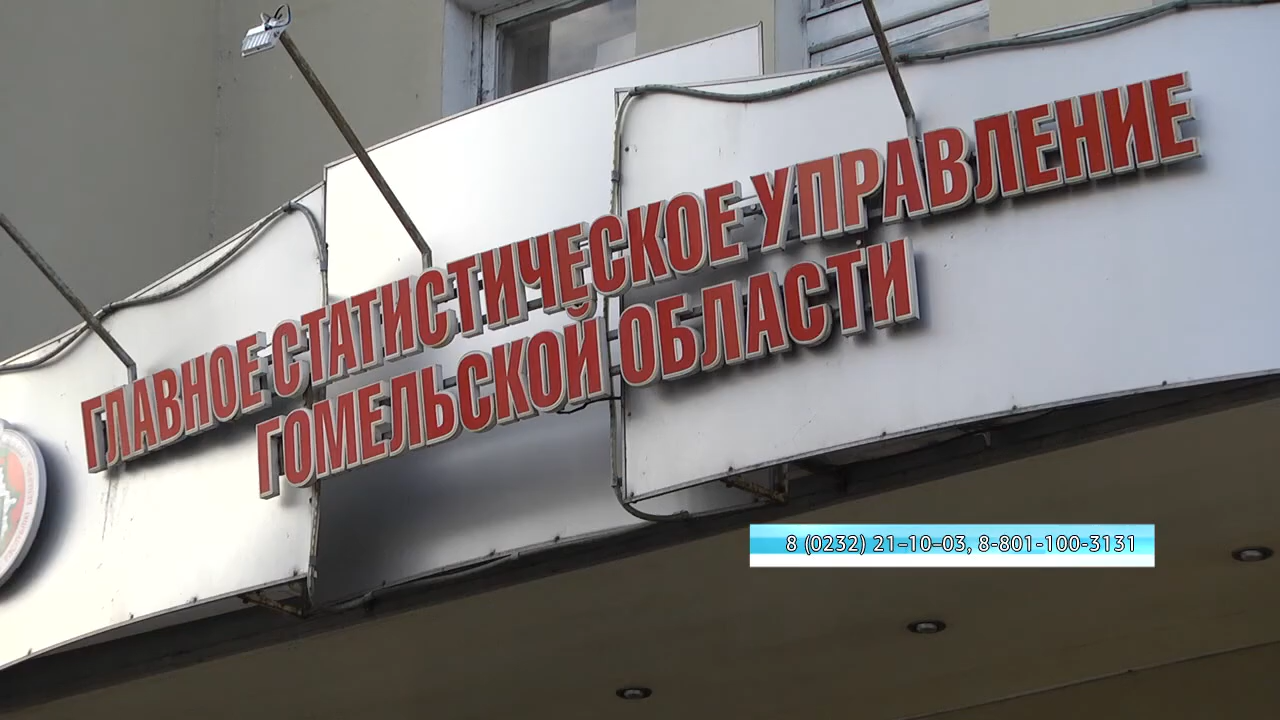 ГЛАВНОЕ СТАТИСТИЧЕСКОЕ УПРАВЛЕНИЕ
ГОМЕЛЬСКОЙ ОБЛАСТИ
8 (0232) 21-10-03, 8-801-100-3131